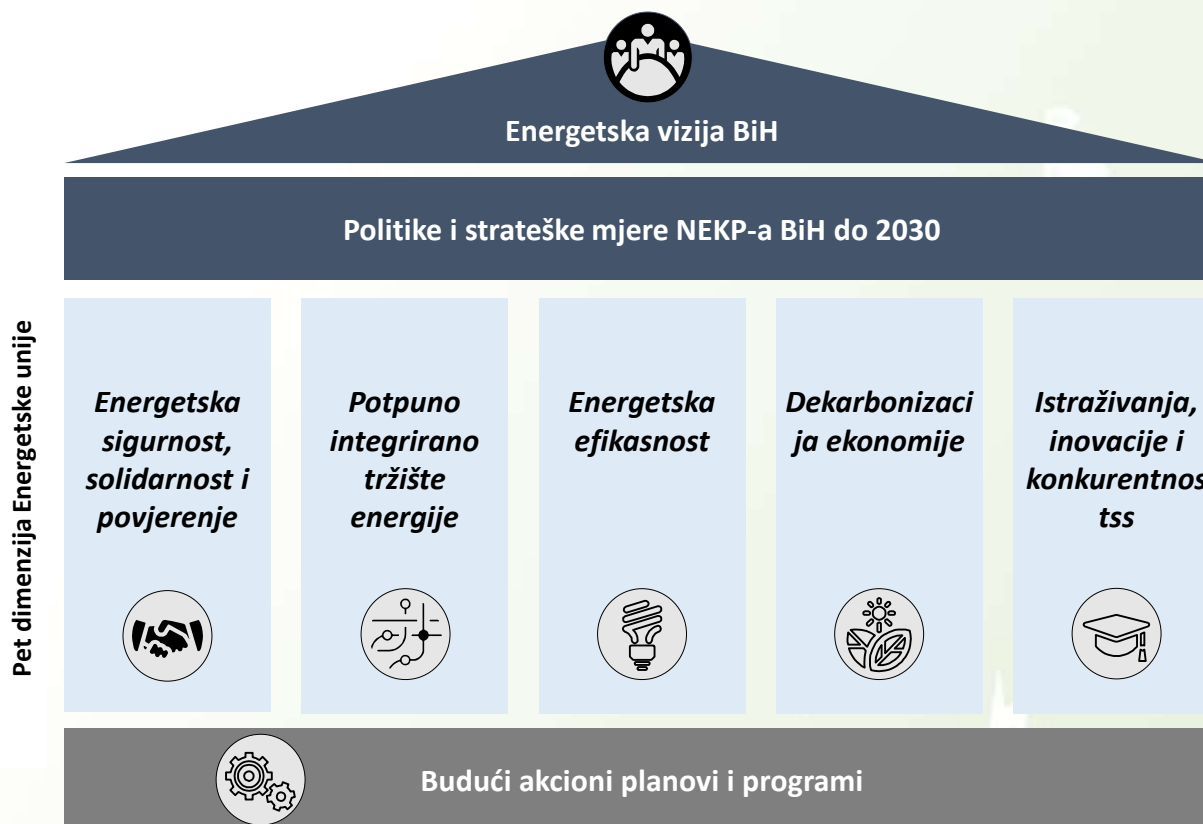 Energetska vizija BiH
Politike i strateške mjere NEKP-a BiH do 2030
Pet dimenzija Energetske unije
Energetska
sigurnost,
solidarnost i
povjerenje
Potpuno
integrirano
tržište
energije
Energetska
efikasnost
Dekarbonizaci
ja ekonomije
Istraživanja,
inovacije i
konkurentnos
tss
Budući akcioni planovi i programi